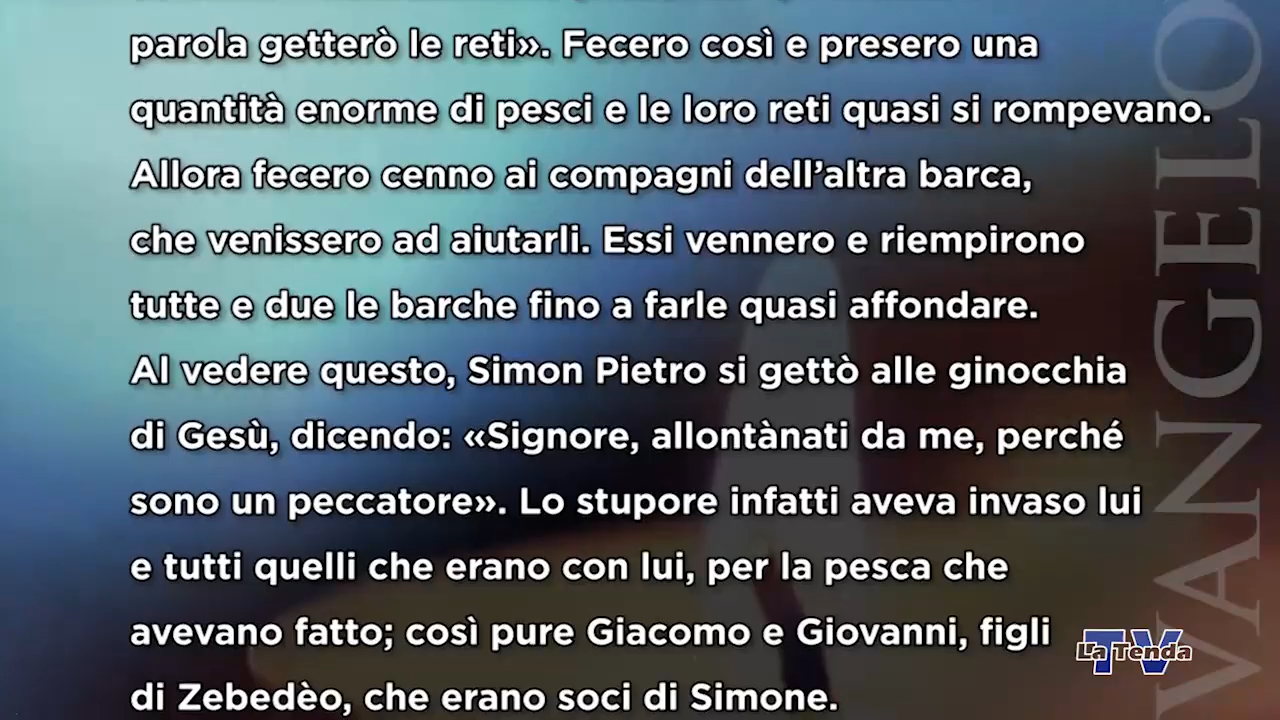 parola getterò le reti». Fecero così e presero una
quantità enorme di pesci e le loro reti quasi si rompevano.
Allora fecero cenno ai compagni dell'altra barca,
che venissero ad aiutarli. Essi vennero e riempirono
tutte e due le barche fino a farle quasi affondare.
Al vedere questo, Simon Pietro si gettò alle ginocchia
di Gesù, dicendo: «Signore, allontànati da me, perché
sono un peccatore». Lo stupore infatti aveva invaso lui
e tutti quelli che erano con lui, per la pesca che
avevano fatto; così pure Giacomo e Giovanni, figli
di Zebedèo, che erano soci di Simone.
VANGELO
TV
La Tenda